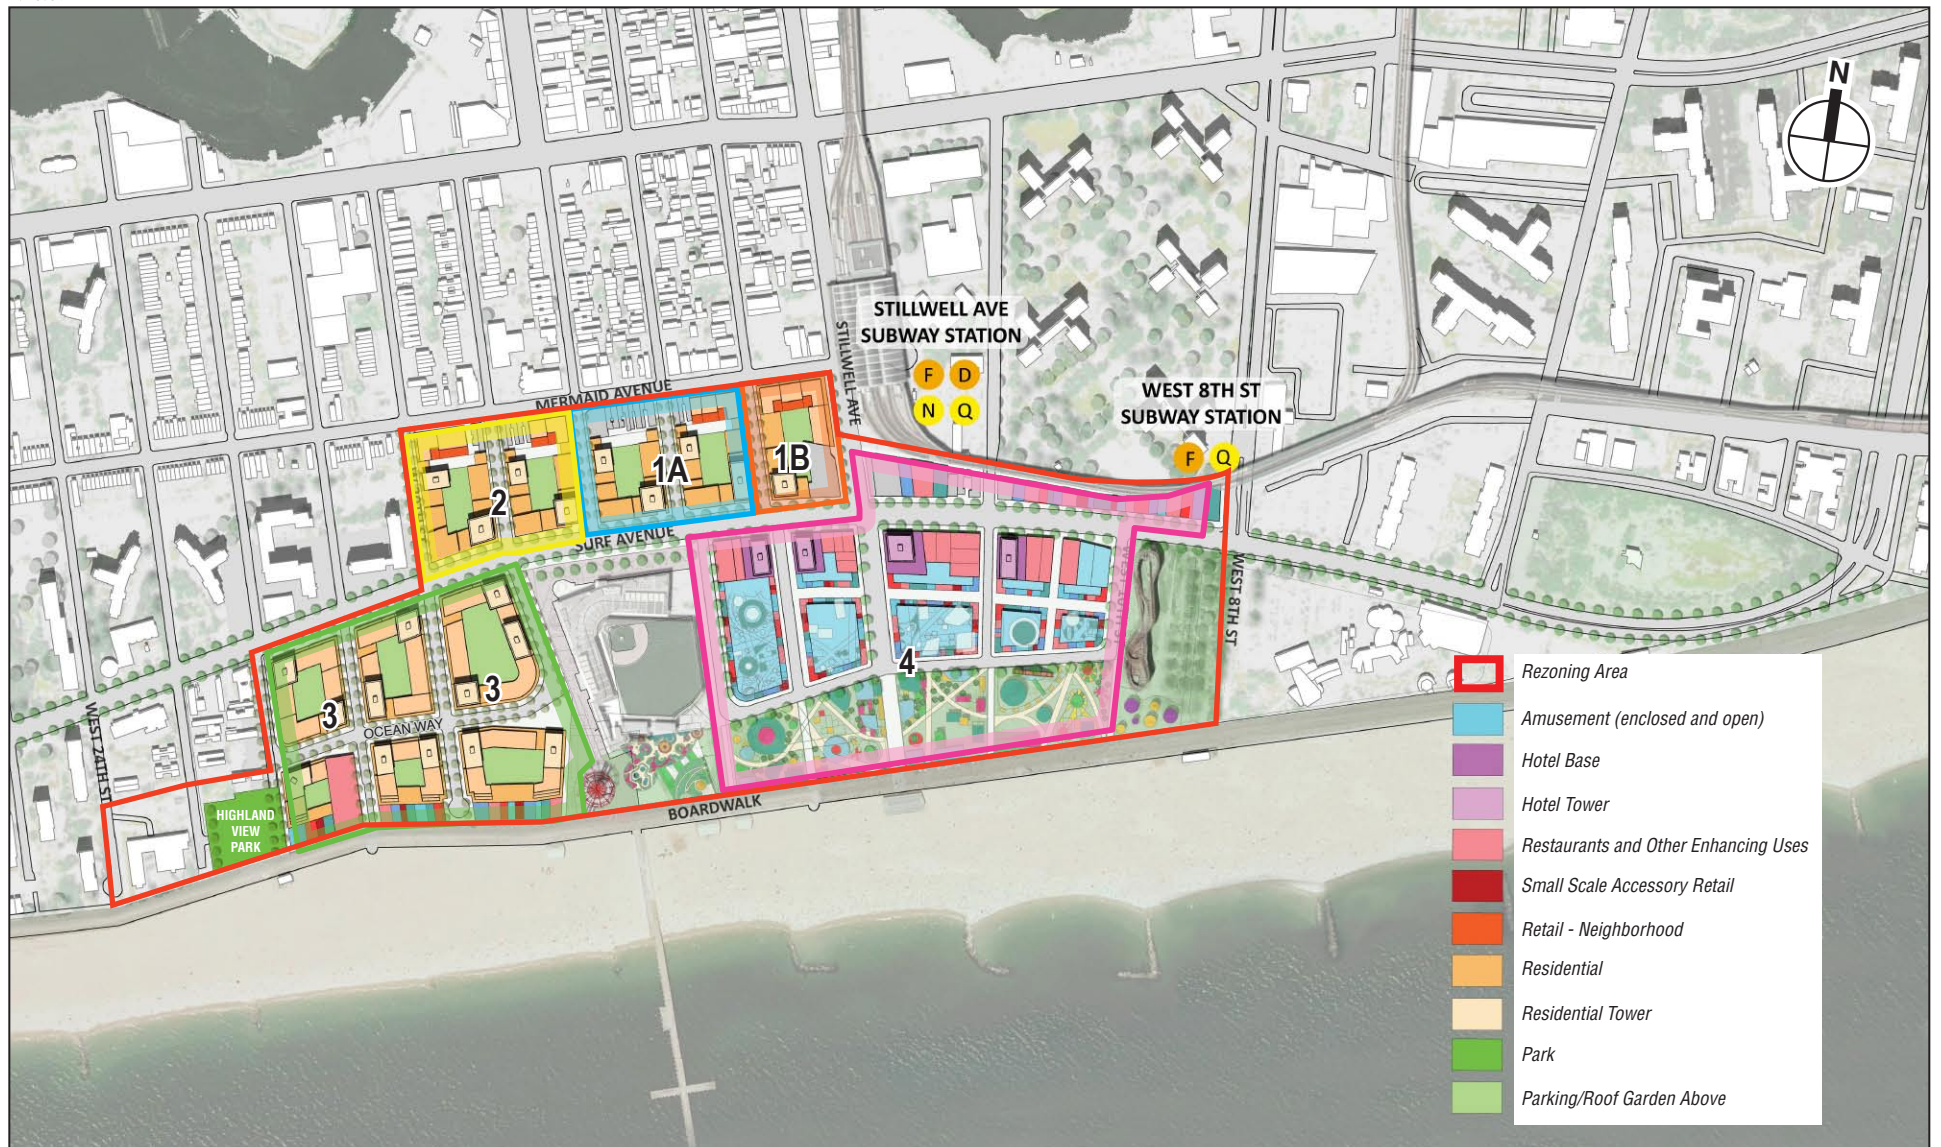 N
STILLWELL AVE
SUBWAY STATION
F D
N Q
WEST 8TH ST
SUBWAY STATION
F Q
STILLWELL AVE
MERMAID AVENUE
1A
1B
2
SURF AVENUE
WEST 8TH ST
4
3
3
OCEAN WAY
WEST 24TH ST
HIGHLAND
VIEW
PARK
BOARDWALK
Rezoning Area
Amusement (enclosed and open)
Hotel Base
Hotel Tower
Restaurants and Other Enhancing Uses
Small Scale Accessory Retail
Retail - Neighborhood
Residential
Residential Tower
Park
Parking/Roof Garden Above